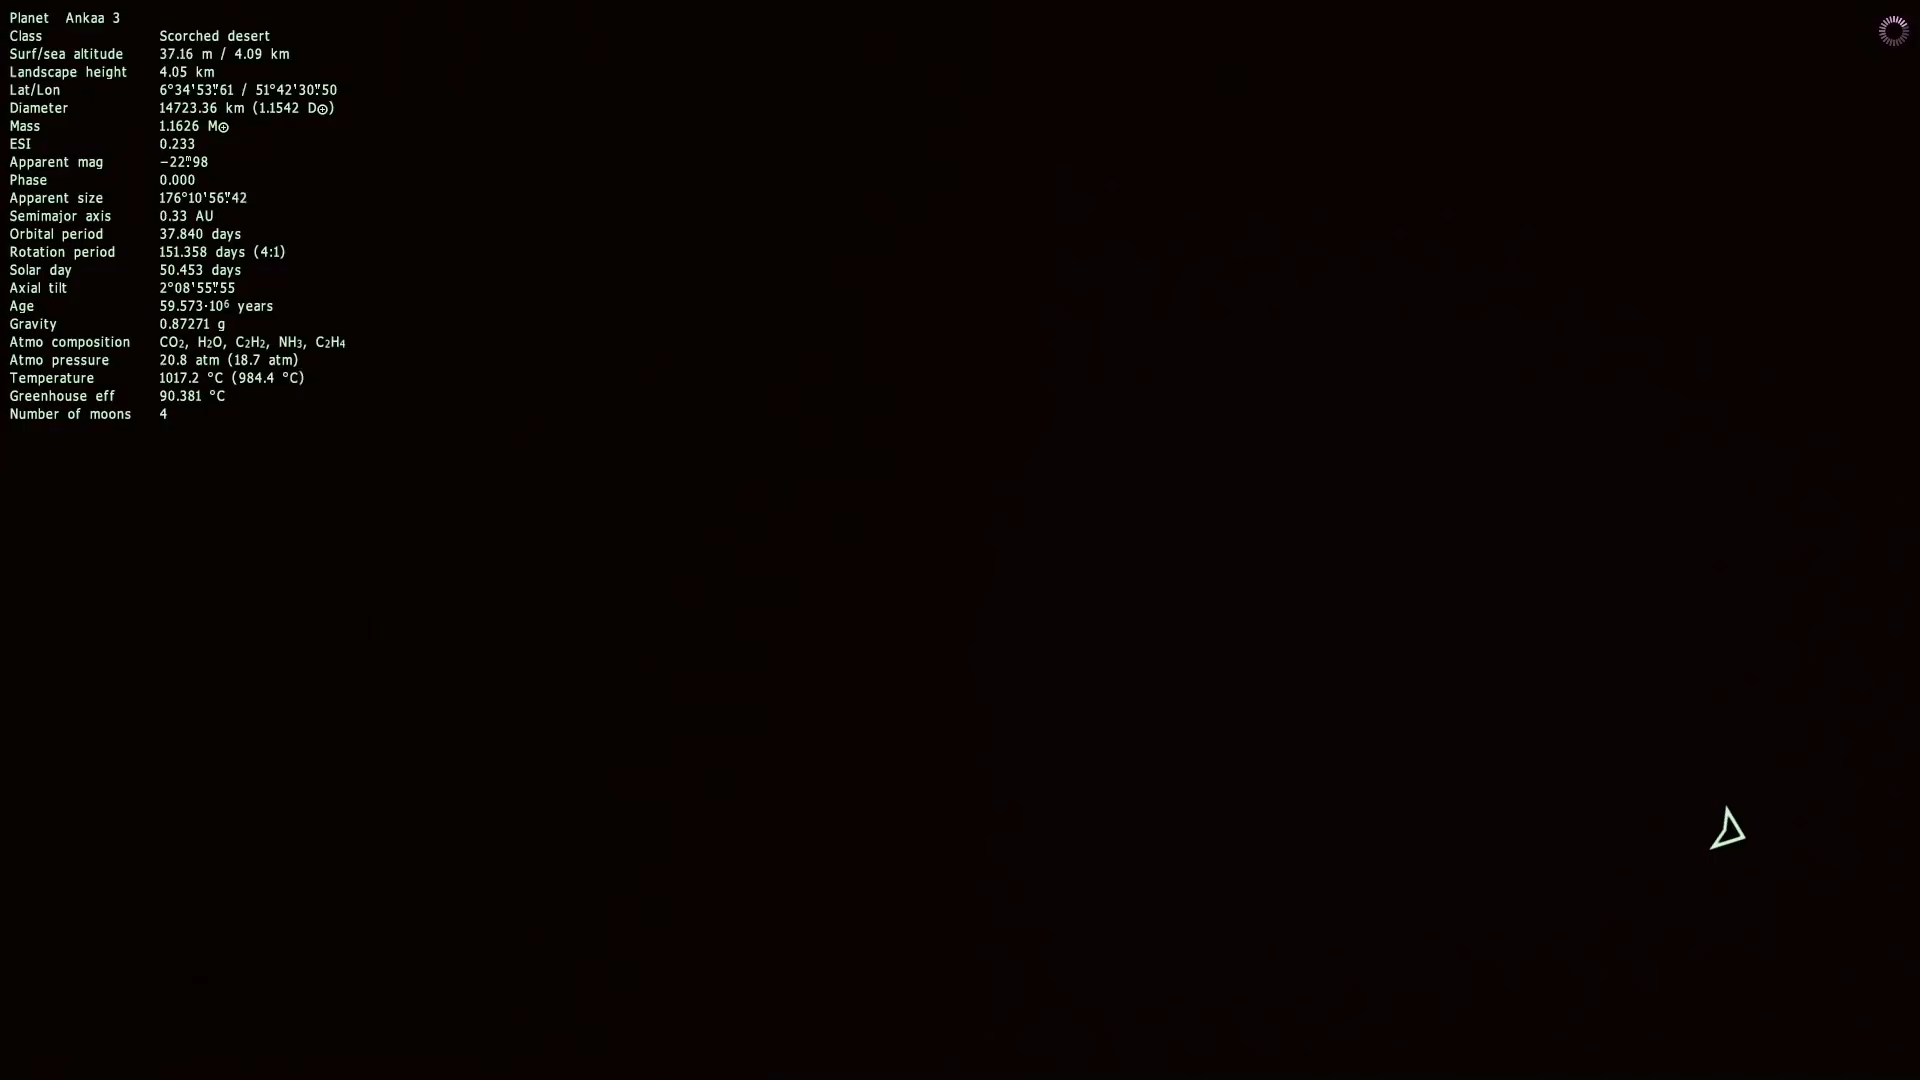 Planet Ankaa 3
Class Scorched desert
Surf/sea altitude 37.16 m / 4.09 km
Landscape height 4.05 km
Lat/Lon 6°34'53."61 / 51°42'30."50
Diameter 14723.36 km (1.1542 D⊕)
Mass 1.1626 M⊕
ESI 0.233
Apparent mag −22.ᵐ98
Phase 0.000
Apparent size 176°10'56."42
Semimajor axis 0.33 AU
Orbital period 37.840 days
Rotation period 151.358 days (4:1)
Solar day 50.453 days
Axial tilt 2°08'55."55
Age 59.573·10⁶ years
Gravity 0.87271 g
Atmo composition CO₂, H₂O, C₂H₂, NH₃, C₂H₄
Atmo pressure 20.8 atm (18.7 atm)
Temperature 1017.2 °C (984.4 °C)
Greenhouse eff 90.381 °C
Number of moons 4